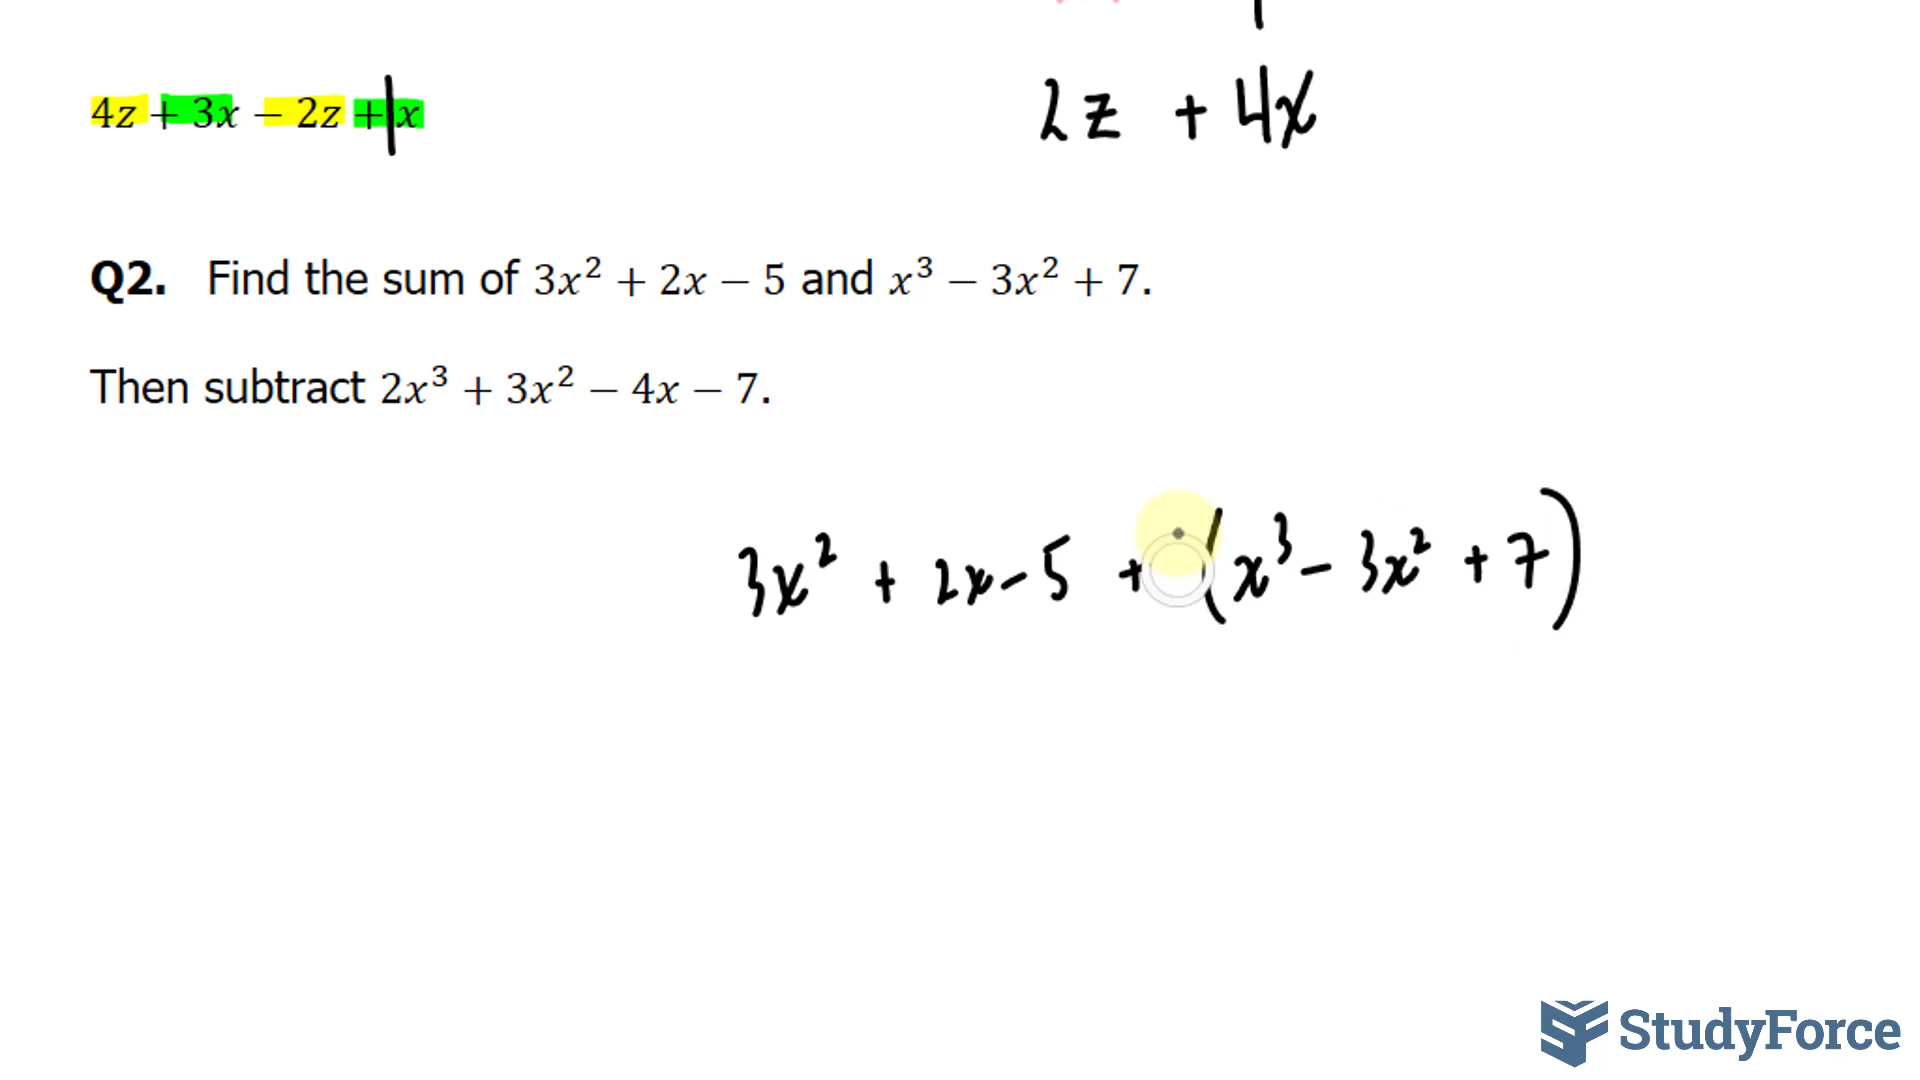 4z + 3x − 2z + 1x
2z + 4x
Q2. Find the sum of 3x² + 2x − 5 and x³ − 3x² + 7.
Then subtract 2x³ + 3x² − 4x − 7.
3x² + 2x − 5 + (x³ − 3x² + 7)
StudyForce